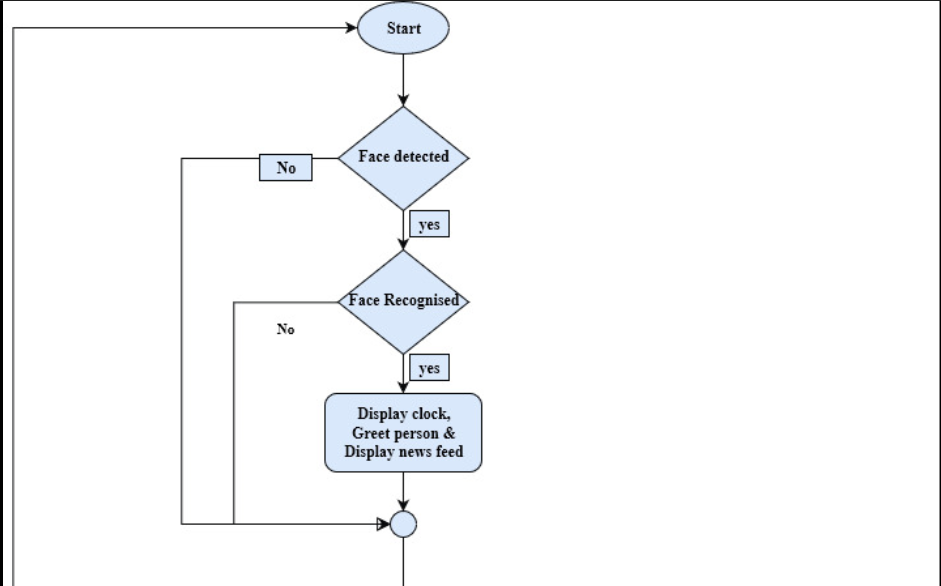 Start
Face detected
No
yes
Face Recognised
No
yes
Display clock,
Greet person &
Display news feed